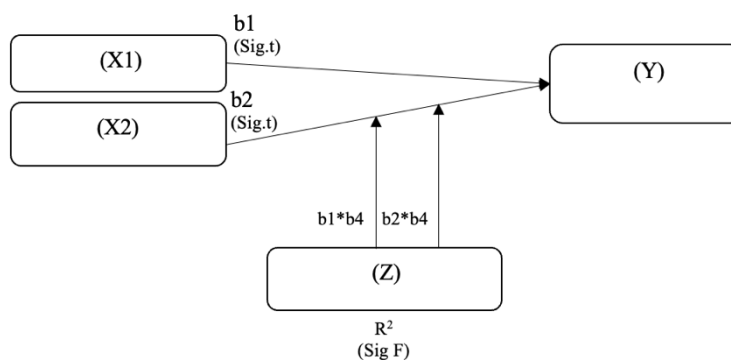 b1
(Sig.t)
(X1)
(Y)
b2
(Sig.t)
(X2)
b1*b4 b2*b4
(Z)
R²
(Sig F)